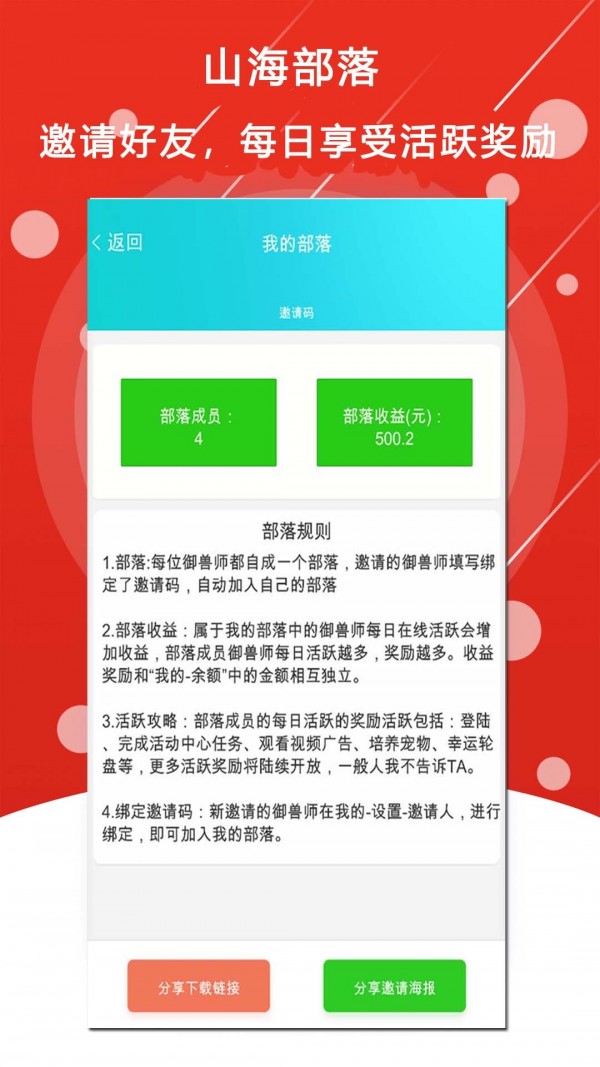 山海部落
邀请好友，每日享受活跃奖励
返回
我的部落
邀请码
部落成员：
4
部落收益(元)：
500.2
部落规则
1.部落:每位御兽师都自成一个部落，邀请的御兽师填写绑
定了邀请码，自动加入自己的部落
2.部落收益：属于我的部落中的御兽师每日在线活跃会增
加收益，部落成员御兽师每日活跃越多，奖励越多。收益
奖励和“我的-余额”中的金额相互独立。
3.活跃攻略：部落成员的每日活跃的奖励活跃包括：登陆
、完成活动中心任务、观看视频广告、培养宠物、幸运轮
盘等，更多活跃奖励将陆续开放，一般人我不告诉TA。
4.绑定邀请码：新邀请的御兽师在我的-设置-邀请人，进行
绑定，即可加入我的部落。
分享下载链接
分享邀请海报